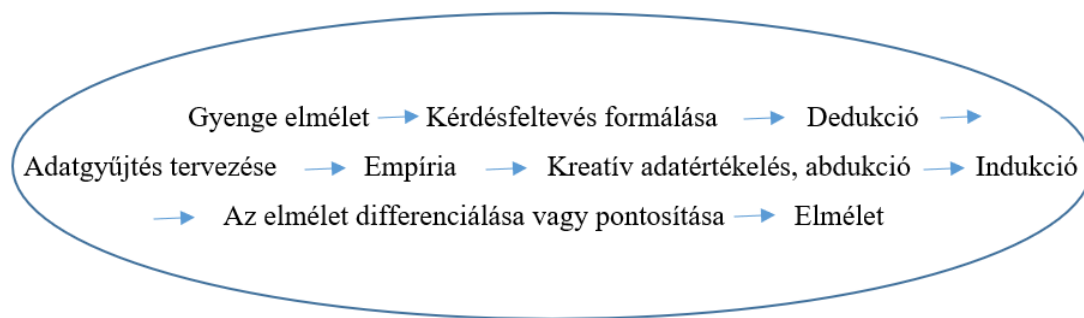 Gyenge elmélet → Kérdésfeltevés formálása → Dedukció →
Adatgyűjtés tervezése → Empíria → Kreatív adatértékelés, abdukció → Indukció
→ Az elmélet differenciálása vagy pontosítása → Elmélet